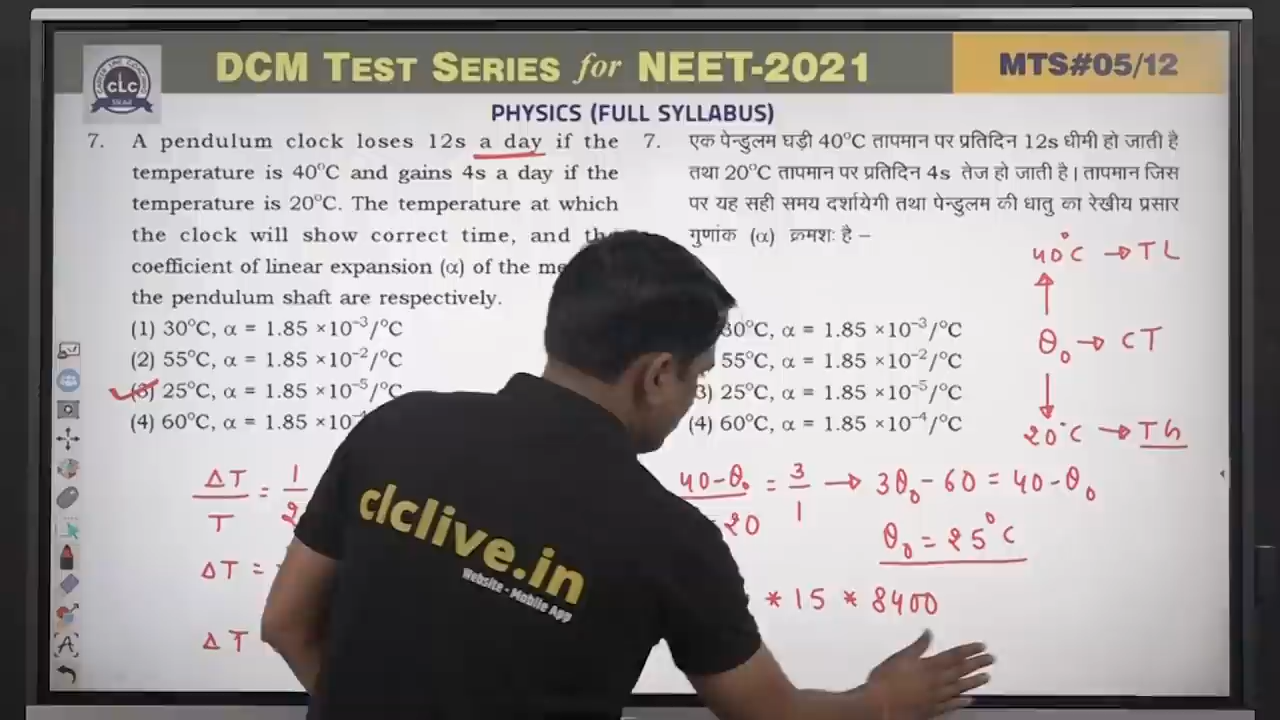 DCM TEST SERIES for NEET-2021
MTS#05/12
CLC
SIKAR
PHYSICS (FULL SYLLABUS)
7. A pendulum clock loses 12s a day if the
temperature is 40°C and gains 4s a day if the
temperature is 20°C. The temperature at which
the clock will show correct time, and the
coefficient of linear expansion (α) of the me
the pendulum shaft are respectively.
(1) 30°C, α = 1.85 ×10⁻³/°C
(2) 55°C, α = 1.85 ×10⁻²/°C
(3) 25°C, α = 1.85 ×10⁻⁵/°C
(4) 60°C, α = 1.85 ×10
7. एक पेन्डुलम घड़ी 40°C तापमान पर प्रतिदिन 12s धीमी हो जाती है
तथा 20°C तापमान पर प्रतिदिन 4s तेज हो जाती है। तापमान जिस
पर यह सही समय दर्शायेगी तथा पेन्डुलम की धातु का रेखीय प्रसार
गुणांक (α) क्रमशः है –
30°C, α = 1.85 ×10⁻³/°C
55°C, α = 1.85 ×10⁻²/°C
3) 25°C, α = 1.85 ×10⁻⁵/°C
(4) 60°C, α = 1.85 ×10⁻⁴/°C
40°C → TL
θ₀ → CT
20°C → TG
ΔT/T = 1/2
ΔT =
ΔT
40-θ₀ / -20 = 3/1 → 3θ₀ - 60 = 40 - θ₀
θ₀ = 25°C
* 15 * 8400
clclive.in
Website - Mobile App